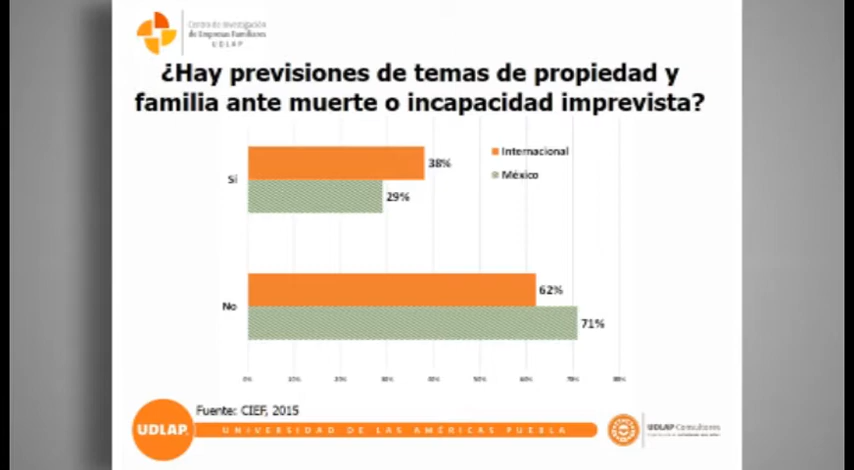 Centro de Investigación
de Empresas Familiares
UDLAP
¿Hay previsiones de temas de propiedad y
familia ante muerte o incapacidad imprevista?
Internacional
México
Sí
38%
29%
No
62%
71%
0% 10% 20% 30% 40% 50% 60% 70% 80%
Fuente: CIEF, 2015
UDLAP
UNIVERSIDAD DE LAS AMÉRICAS PUEBLA
UDLAP Consultores